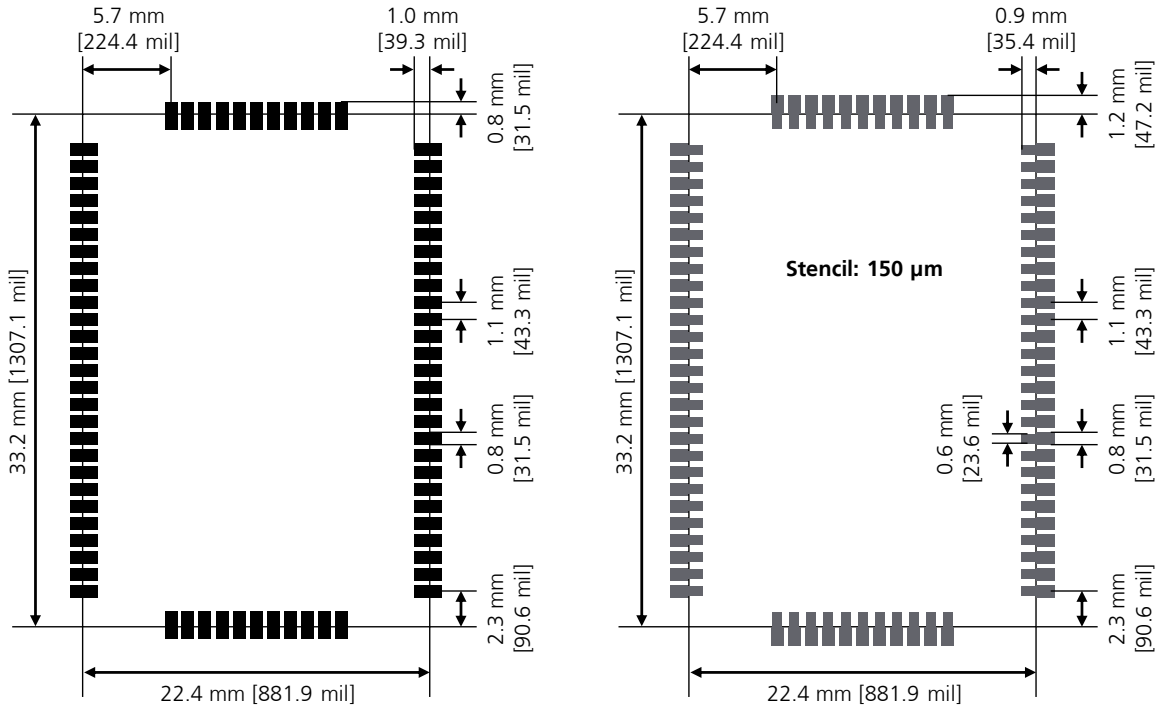 5.7 mm
[224.4 mil]
1.0 mm
[39.3 mil]
0.8 mm
[31.5 mil]
33.2 mm [1307.1 mil]
1.1 mm
[43.3 mil]
0.8 mm
[31.5 mil]
2.3 mm
[90.6 mil]
22.4 mm [881.9 mil]
5.7 mm
[224.4 mil]
0.9 mm
[35.4 mil]
1.2 mm
[47.2 mil]
Stencil: 150 µm
33.2 mm [1307.1 mil]
1.1 mm
[43.3 mil]
0.6 mm
[23.6 mil]
0.8 mm
[31.5 mil]
2.3 mm
[90.6 mil]
22.4 mm [881.9 mil]